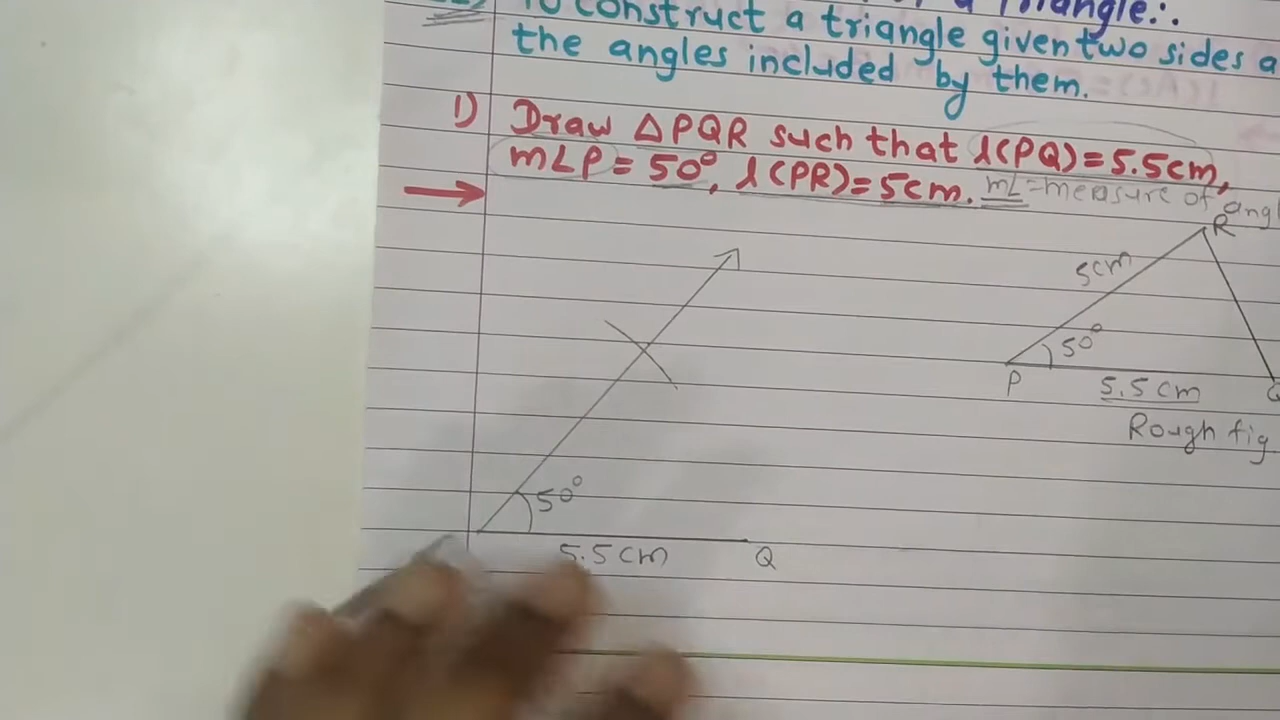 a Triangle:.
To construct a triangle given two sides a
the angles included by them.
1) Draw △PQR such that l(PQ)=5.5cm,
m∠P = 50°, l(PR)=5cm. m∠=measure of angl
R
5cm
50°
P
5.5cm
Q
Rough fig
50°
5.5cm
Q